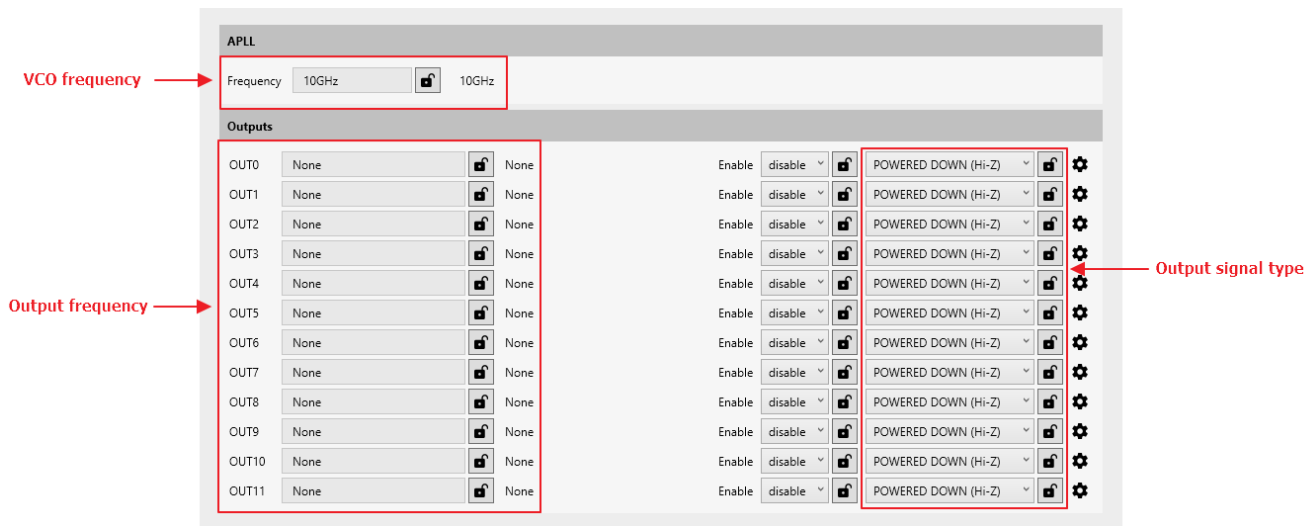 APLL
VCO frequency
Frequency 10GHz 10GHz
Outputs
OUT0 None None Enable disable POWERED DOWN (Hi-Z)
OUT1 None None Enable disable POWERED DOWN (Hi-Z)
OUT2 None None Enable disable POWERED DOWN (Hi-Z)
OUT3 None None Enable disable POWERED DOWN (Hi-Z)
Output signal type
OUT4 None None Enable disable POWERED DOWN (Hi-Z)
Output frequency
OUT5 None None Enable disable POWERED DOWN (Hi-Z)
OUT6 None None Enable disable POWERED DOWN (Hi-Z)
OUT7 None None Enable disable POWERED DOWN (Hi-Z)
OUT8 None None Enable disable POWERED DOWN (Hi-Z)
OUT9 None None Enable disable POWERED DOWN (Hi-Z)
OUT10 None None Enable disable POWERED DOWN (Hi-Z)
OUT11 None None Enable disable POWERED DOWN (Hi-Z)